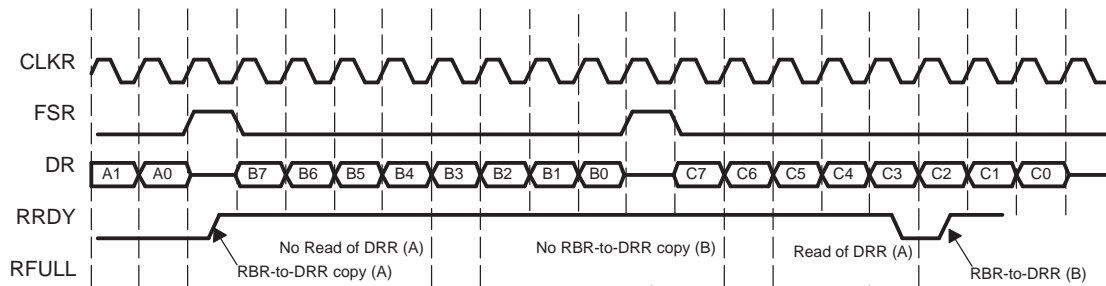 CLKR
FSR
DR A1 A0 B7 B6 B5 B4 B3 B2 B1 B0 C7 C6 C5 C4 C3 C2 C1 C0
RRDY
No Read of DRR (A) No RBR-to-DRR copy (B) Read of DRR (A)
RBR-to-DRR copy (A) RBR-to-DRR (B)
RFULL